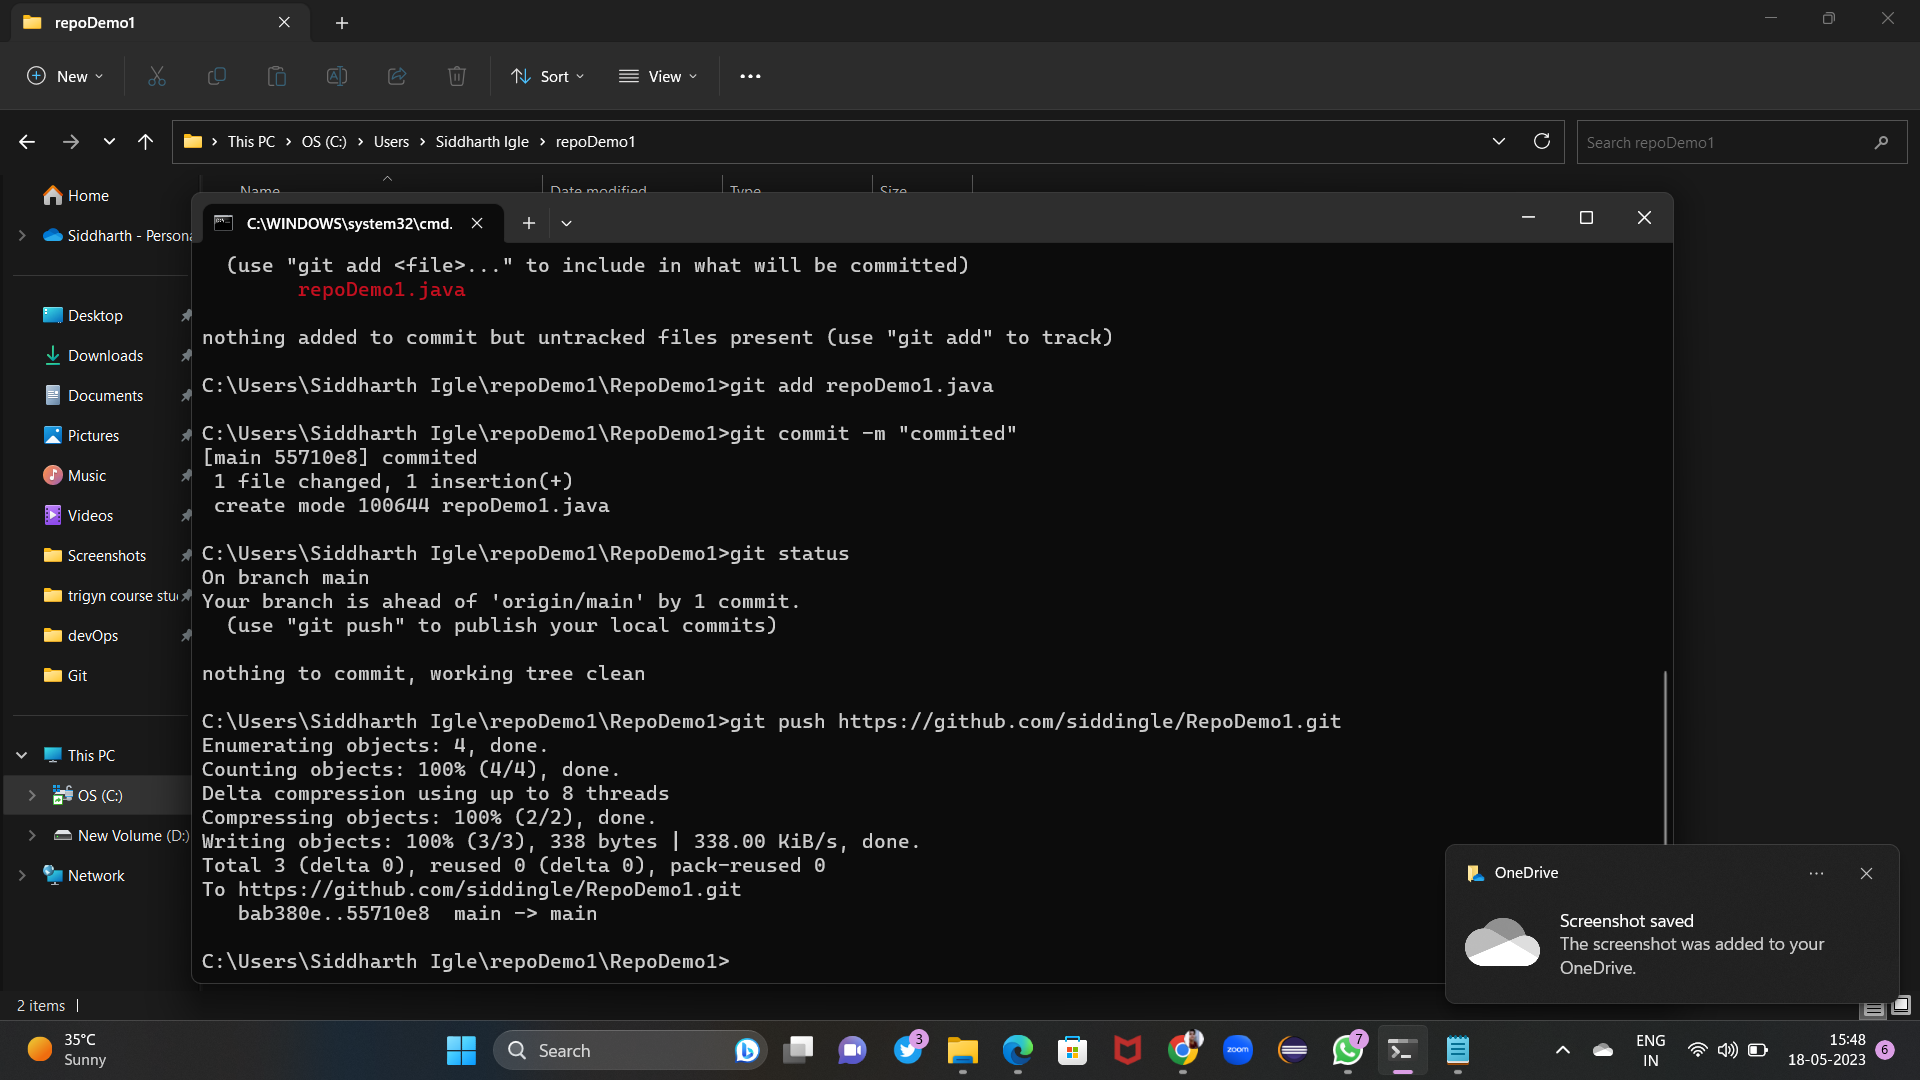 repoDemo1
New
Sort
View
This PC
OS (C:)
Users
Siddharth Igle
repoDemo1
Search repoDemo1
Name
Date modified
Type
Size
Home
Siddharth - Persona
Desktop
Downloads
Documents
Pictures
Music
Videos
Screenshots
trigyn course stu
devOps
Git
This PC
OS (C:)
New Volume (D:)
Network
2 items
C:\WINDOWS\system32\cmd.
(use "git add <file>..." to include in what will be committed)
repoDemo1.java
nothing added to commit but untracked files present (use "git add" to track)
C:\Users\Siddharth Igle\repoDemo1\RepoDemo1>git add repoDemo1.java
C:\Users\Siddharth Igle\repoDemo1\RepoDemo1>git commit -m "commited"
[main 55710e8] commited
1 file changed, 1 insertion(+)
create mode 100644 repoDemo1.java
C:\Users\Siddharth Igle\repoDemo1\RepoDemo1>git status
On branch main
Your branch is ahead of 'origin/main' by 1 commit.
(use "git push" to publish your local commits)
nothing to commit, working tree clean
C:\Users\Siddharth Igle\repoDemo1\RepoDemo1>git push https://github.com/siddingle/RepoDemo1.git
Enumerating objects: 4, done.
Counting objects: 100% (4/4), done.
Delta compression using up to 8 threads
Compressing objects: 100% (2/2), done.
Writing objects: 100% (3/3), 338 bytes | 338.00 KiB/s, done.
Total 3 (delta 0), reused 0 (delta 0), pack-reused 0
To https://github.com/siddingle/RepoDemo1.git
bab380e..55710e8  main -> main
C:\Users\Siddharth Igle\repoDemo1\RepoDemo1>
OneDrive
Screenshot saved
The screenshot was added to your
OneDrive.
35°C
Sunny
Search
3
zoom
7
ENG
IN
15:48
18-05-2023
6